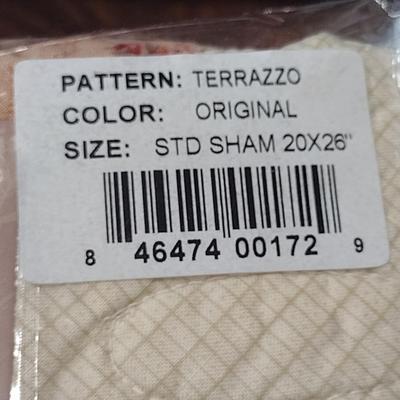 PATTERN: TERRAZZO
COLOR: ORIGINAL
SIZE: STD SHAM 20X26"
8 46474 00172 9